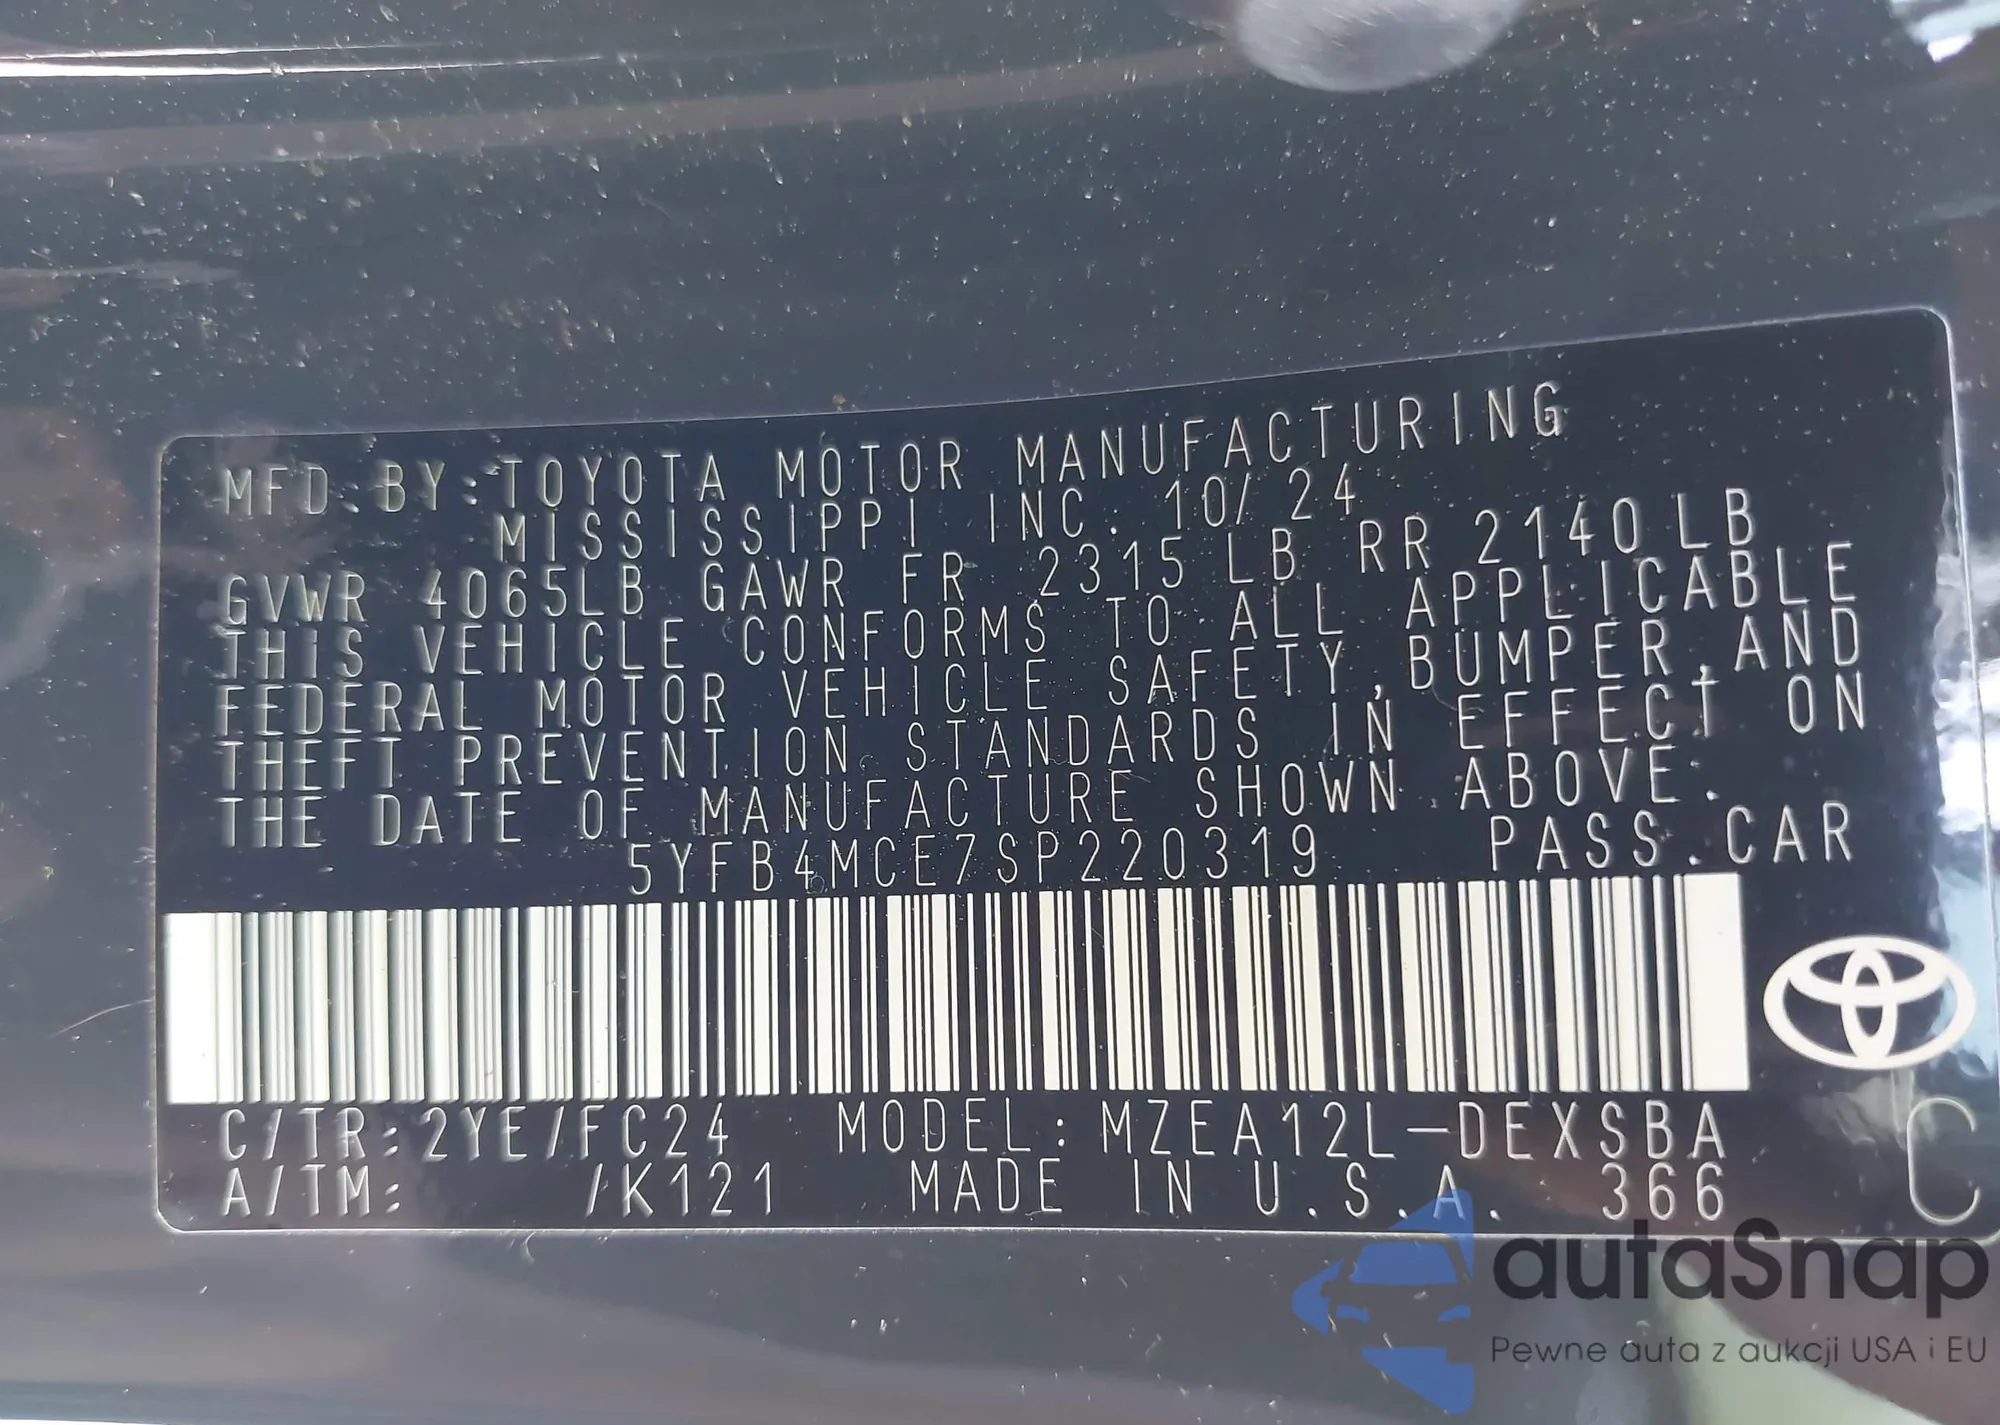 MFD. BY: TOYOTA MOTOR MANUFACTURING
MISSISSIPPI INC. 10/24
GVWR 4065LB GAWR FR 2315 LB RR 2140LB
THIS VEHICLE CONFORMS TO ALL APPLICABLE
FEDERAL MOTOR VEHICLE SAFETY, BUMPER, AND
THEFT PREVENTION STANDARDS IN EFFECT ON
THE DATE OF MANUFACTURE SHOWN ABOVE.
5YFB4MCE7SP220319 PASS. CAR
C/TR: 2YE/FC24 MODEL: MZEA12L-DEXSBA
A/TM: /K121 MADE IN U.S.A. 366
C
autaSnap
Pewne auta z aukcji USA i EU